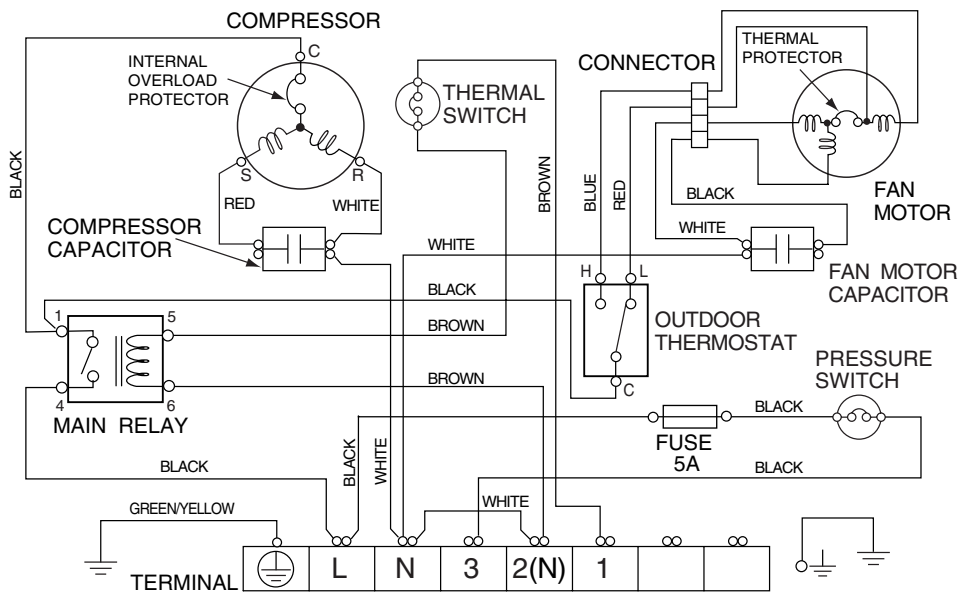 COMPRESSOR
C
INTERNAL
OVERLOAD
PROTECTOR
THERMAL
SWITCH
CONNECTOR
THERMAL
PROTECTOR
FAN
MOTOR
BLACK
S
R
RED
WHITE
COMPRESSOR
CAPACITOR
BROWN
BLUE
RED
BLACK
WHITE
WHITE
FAN MOTOR
CAPACITOR
H
L
BLACK
1
5
BROWN
OUTDOOR
THERMOSTAT
PRESSURE
SWITCH
BROWN
C
4
6
MAIN RELAY
BLACK
FUSE
5A
BLACK
BLACK
WHITE
BLACK
GREEN/YELLOW
WHITE
TERMINAL
L
N
3
2(N)
1